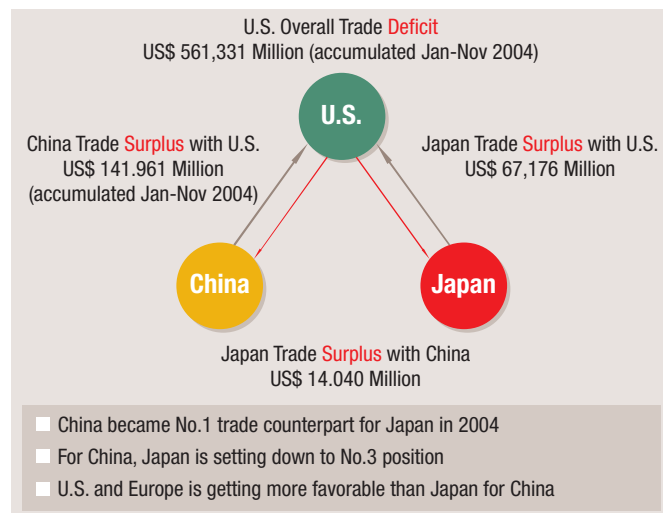 U.S. Overall Trade Deficit
US$ 561,331 Million (accumulated Jan-Nov 2004)
U.S.
China Trade Surplus with U.S.
US$ 141.961 Million
(accumulated Jan-Nov 2004)
Japan Trade Surplus with U.S.
US$ 67,176 Million
China
Japan
Japan Trade Surplus with China
US$ 14.040 Million
China became No.1 trade counterpart for Japan in 2004
For China, Japan is setting down to No.3 position
U.S. and Europe is getting more favorable than Japan for China